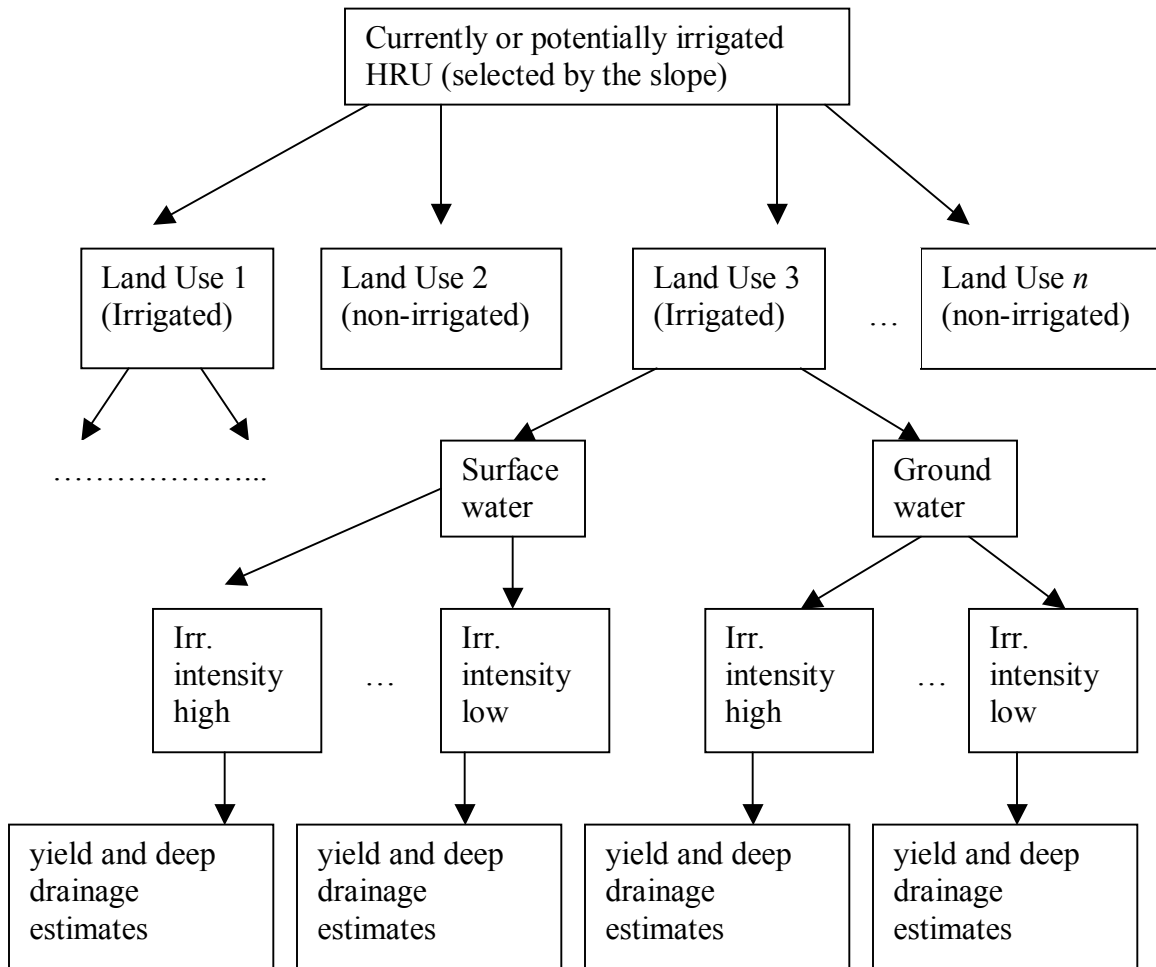 Currently or potentially irrigated
HRU (selected by the slope)
Land Use 1
(Irrigated)
Land Use 2
(non-irrigated)
Land Use 3
(Irrigated)
…
Land Use n
(non-irrigated)
…………………...
Surface
water
Ground
water
Irr.
intensity
high
…
Irr.
intensity
low
Irr.
intensity
high
…
Irr.
intensity
low
yield and deep
drainage
estimates
yield and deep
drainage
estimates
yield and deep
drainage
estimates
yield and deep
drainage
estimates